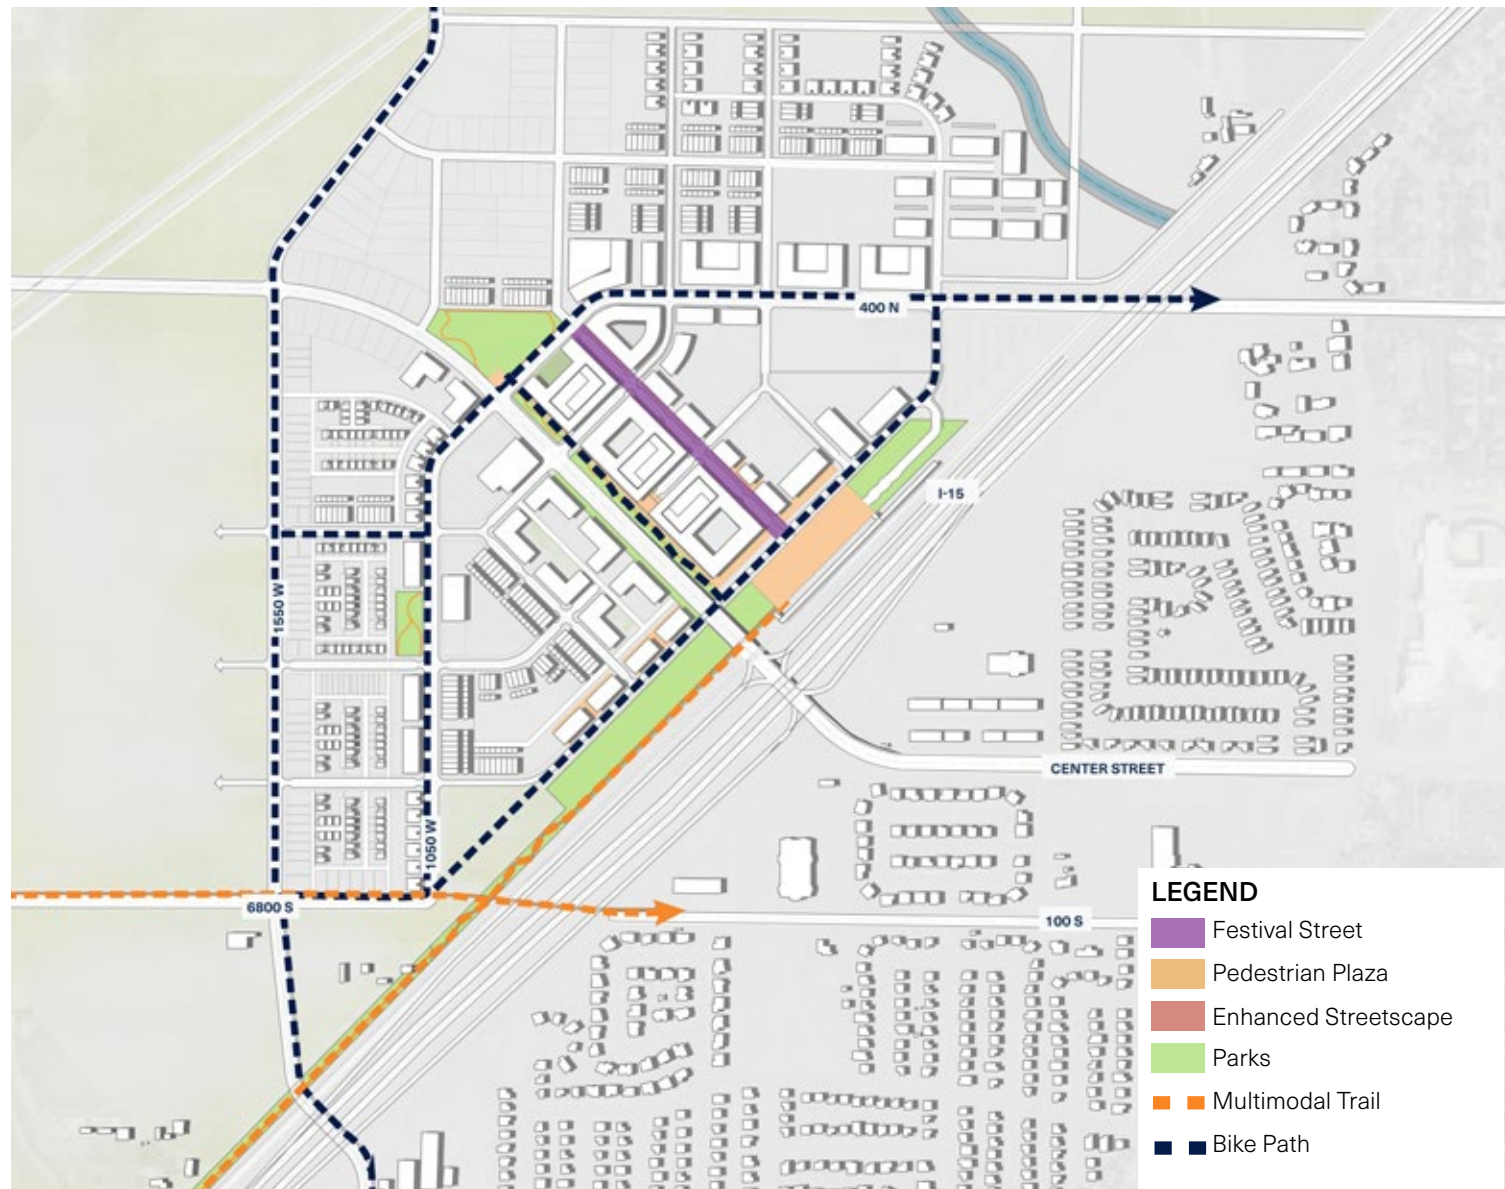 400 N
I-15
1550 W
CENTER STREET
1050 W
6800 S
100 S
LEGEND
Festival Street
Pedestrian Plaza
Enhanced Streetscape
Parks
Multimodal Trail
Bike Path